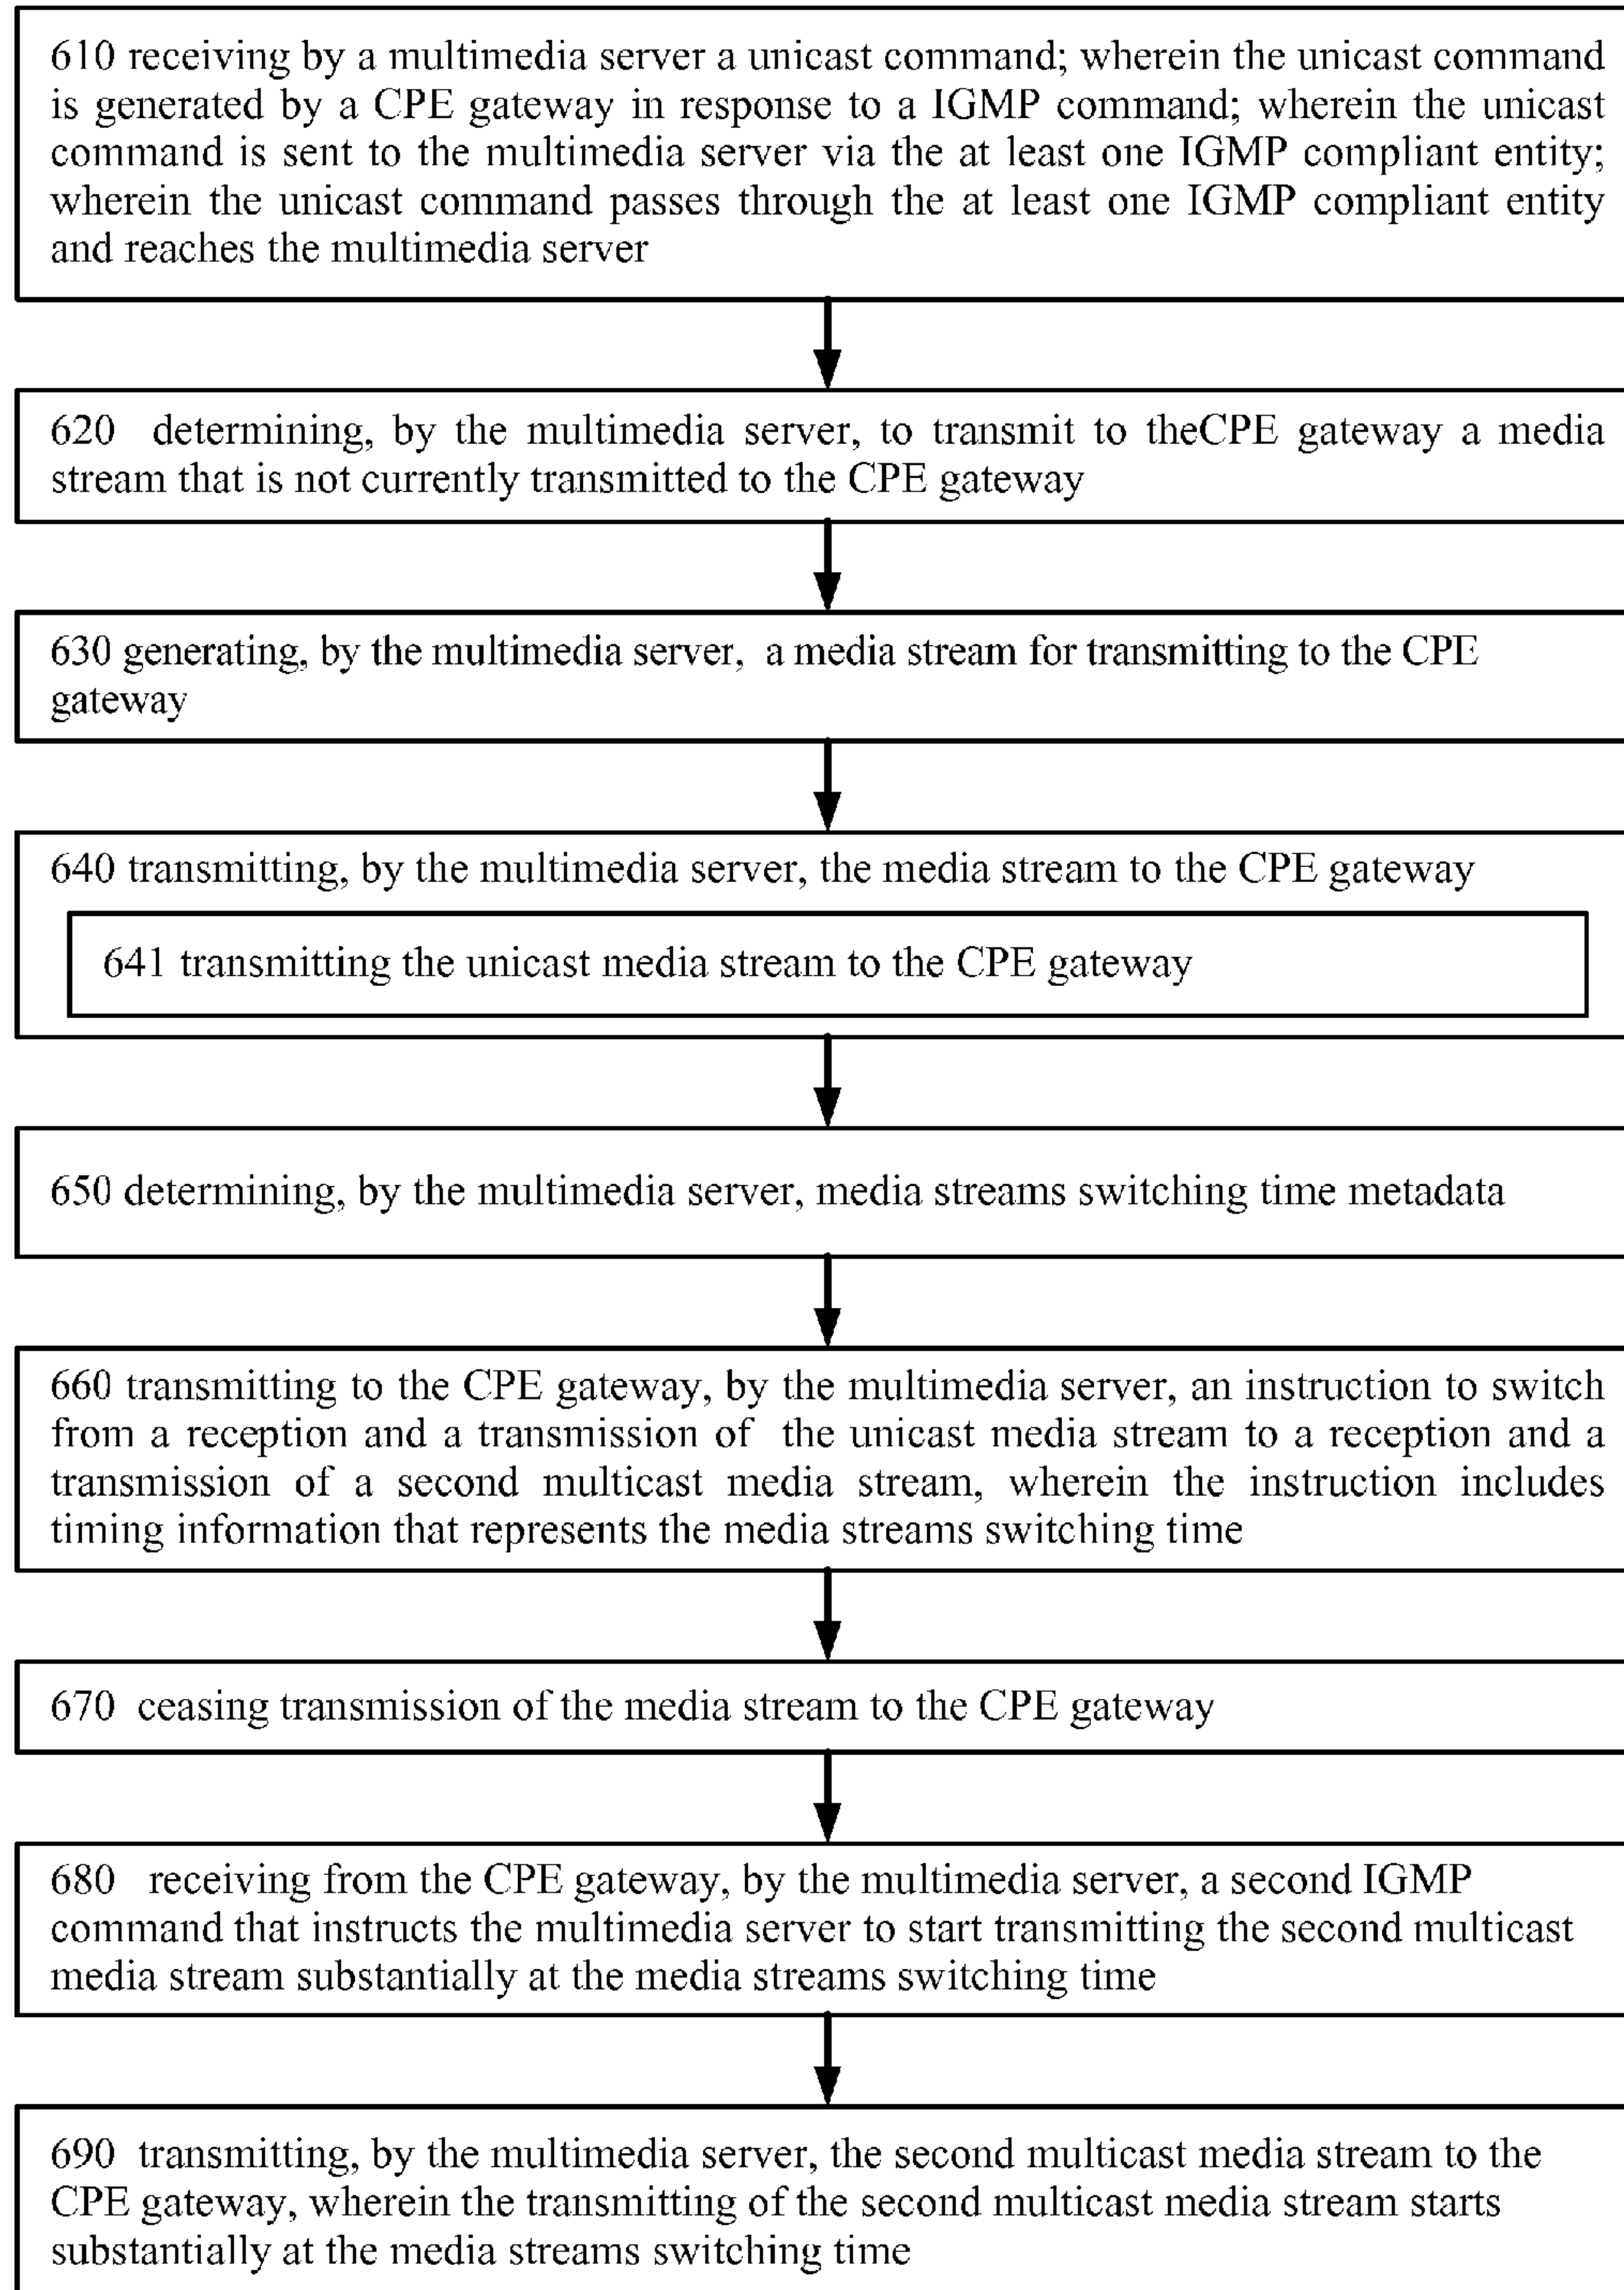 610 receiving by a multimedia server a unicast command; wherein the unicast command
is generated by a CPE gateway in response to a IGMP command; wherein the unicast
command is sent to the multimedia server via the at least one IGMP compliant entity;
wherein the unicast command passes through the at least one IGMP compliant entity
and reaches the multimedia server
620 determining, by the multimedia server, to transmit to theCPE gateway a media
stream that is not currently transmitted to the CPE gateway
630 generating, by the multimedia server, a media stream for transmitting to the CPE
gateway
640 transmitting, by the multimedia server, the media stream to the CPE gateway
641 transmitting the unicast media stream to the CPE gateway
650 determining, by the multimedia server, media streams switching time metadata
660 transmitting to the CPE gateway, by the multimedia server, an instruction to switch
from a reception and a transmission of the unicast media stream to a reception and a
transmission of a second multicast media stream, wherein the instruction includes
timing information that represents the media streams switching time
670 ceasing transmission of the media stream to the CPE gateway
680 receiving from the CPE gateway, by the multimedia server, a second IGMP
command that instructs the multimedia server to start transmitting the second multicast
media stream substantially at the media streams switching time
690 transmitting, by the multimedia server, the second multicast media stream to the
CPE gateway, wherein the transmitting of the second multicast media stream starts
substantially at the media streams switching time